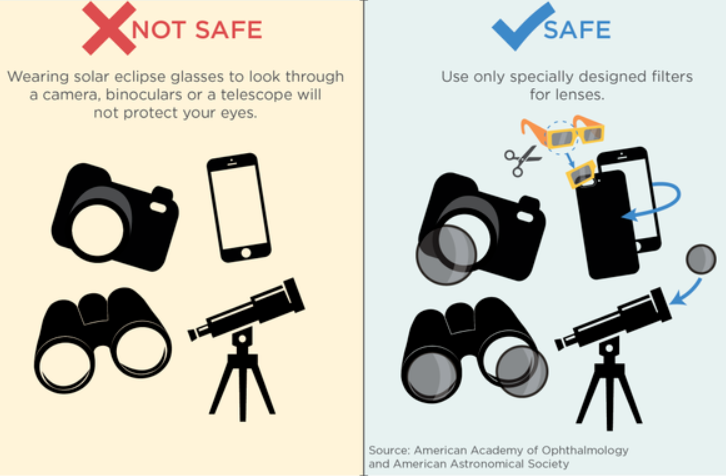 NOT SAFE
Wearing solar eclipse glasses to look through
a camera, binoculars or a telescope will
not protect your eyes.
SAFE
Use only specially designed filters
for lenses.
Source: American Academy of Ophthalmology
and American Astronomical Society